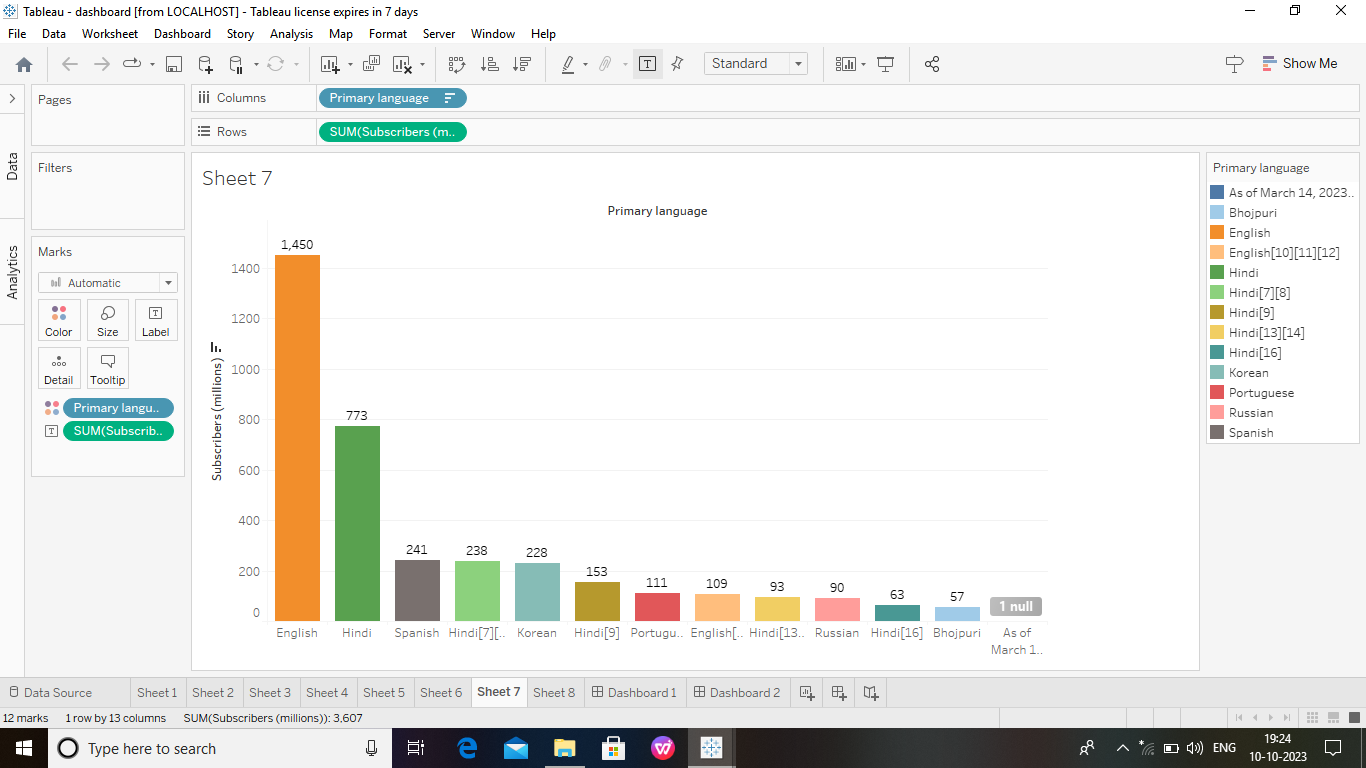 Tableau - dashboard [from LOCALHOST] - Tableau license expires in 7 days
File Data Worksheet Dashboard Story Analysis Map Format Server Window Help
Standard
Show Me
Pages
Columns
Primary language
Rows
SUM(Subscribers (m..
Data
Analytics
Filters
Marks
Automatic
Color Size Label
Detail Tooltip
Primary langu..
SUM(Subscrib..
Sheet 7
Primary language
Subscribers (millions)
1400
1200
1000
800
600
400
200
0
1,450
773
241
238
228
153
111
109
93
90
63
57
1 null
English Hindi Spanish Hindi[7][.. Korean Hindi[9] Portugu.. English[.. Hindi[13.. Russian Hindi[16] Bhojpuri As of
March 1..
Primary language
As of March 14, 2023..
Bhojpuri
English
English[10][11][12]
Hindi
Hindi[7][8]
Hindi[9]
Hindi[13][14]
Hindi[16]
Korean
Portuguese
Russian
Spanish
Data Source Sheet 1 Sheet 2 Sheet 3 Sheet 4 Sheet 5 Sheet 6 Sheet 7 Sheet 8 Dashboard 1 Dashboard 2
12 marks 1 row by 13 columns SUM(Subscribers (millions)): 3,607
Type here to search
ENG
19:24
10-10-2023